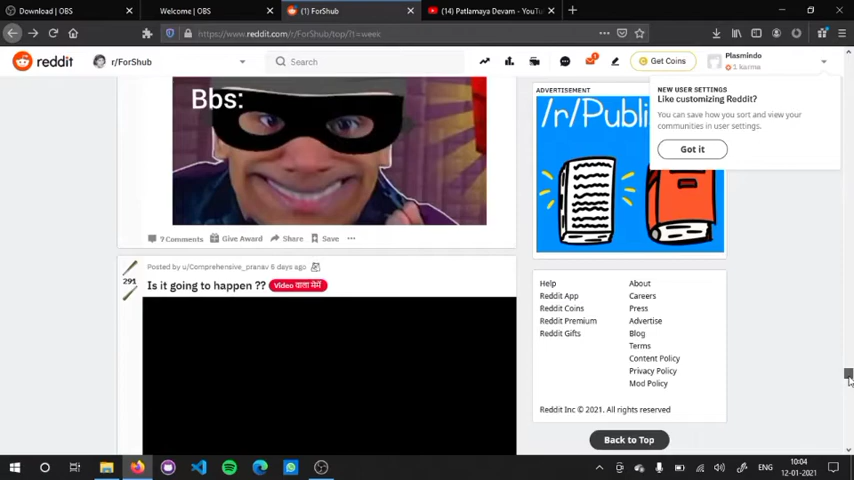 Download | OBS
Welcome | OBS
(1) ForShub
(14) Patlamaya Devam - YouTu
https://www.reddit.com/r/ForShub/top/?t=week
reddit
r/ForShub
Search
Get Coins
Plasmindo
1 karma
NEW USER SETTINGS
Like customizing Reddit?
You can save how you sort and view your
communities in user settings.
Got it
Bbs:
7 Comments
Give Award
Share
Save
Posted by u/Comprehensive_pranav 6 days ago
291
Is it going to happen ??
Video वाला मेमें
ADVERTISEMENT
/r/Publi
Help
Reddit App
Reddit Coins
Reddit Premium
Reddit Gifts
About
Careers
Press
Advertise
Blog
Terms
Content Policy
Privacy Policy
Mod Policy
Reddit Inc © 2021. All rights reserved
Back to Top
ENG
10:04
12-01-2021